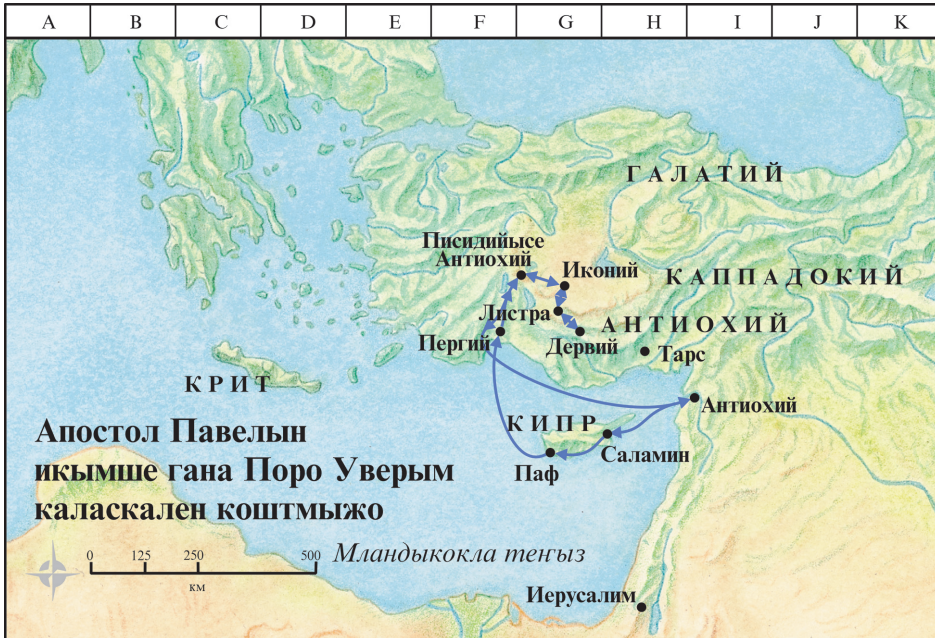 A B C D E F G H I J K
ГАЛАТИЙ
Писидийысе
Антиохий
Иконий
КАППАДОКИЙ
Листра
АНТИОХИЙ
Пергий
Дервий
Тарс
КРИТ
Антиохий
КИПР
Саламин
Паф
Апостол Павелын
икымше гана Поро Уверым
каласкален коштмыжо
0 125 250 500
км
Мландыкокла теҥыз
Иерусалим